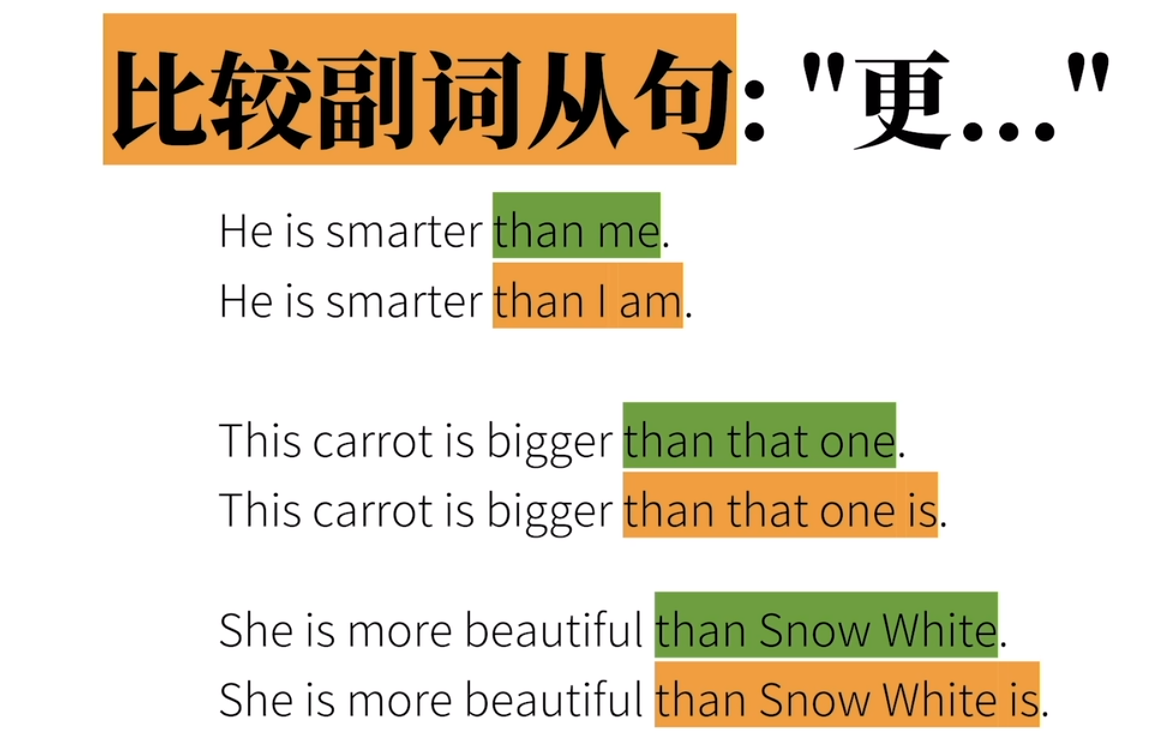 比较副词从句: "更..."
He is smarter than me.
He is smarter than I am.
This carrot is bigger than that one.
This carrot is bigger than that one is.
She is more beautiful than Snow White.
She is more beautiful than Snow White is.